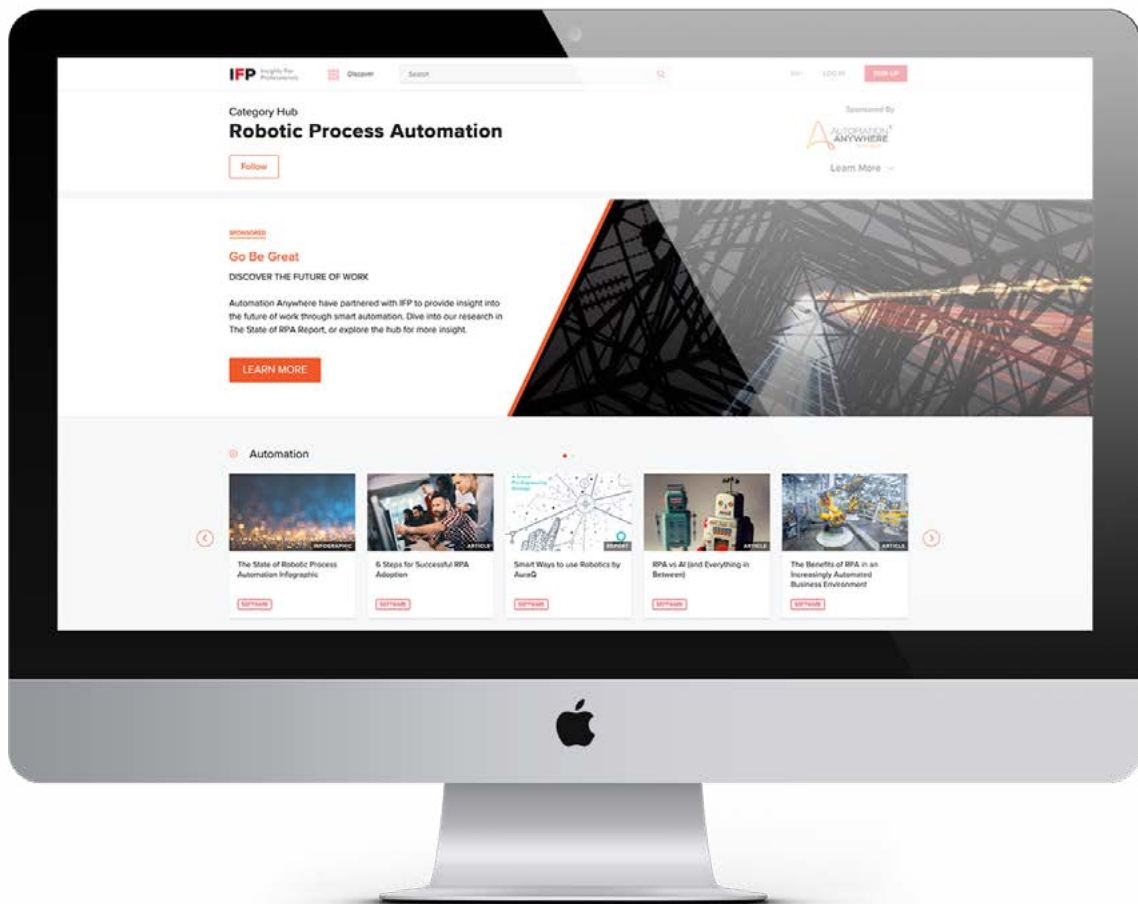 IFP Insights For
Professionals
Discover
Search
LOG IN
SIGN UP
Category Hub
Robotic Process Automation
Follow
Sponsored By
AUTOMATION
ANYWHERE
Learn More
SPONSORED
Go Be Great
DISCOVER THE FUTURE OF WORK
Automation Anywhere have partnered with IFP to provide insight into
the future of work through smart automation. Dive into our research in
The State of RPA Report, or explore the hub for more insight.
LEARN MORE
Automation
INFOGRAPHIC
The State of Robotic Process
Automation Infographic
SOFTWARE
ARTICLE
6 Steps for Successful RPA
Adoption
SOFTWARE
REPORT
Smart Ways to use Robotics by
AuraQ
SOFTWARE
ARTICLE
RPA vs AI (and Everything in
Between)
SOFTWARE
ARTICLE
The Benefits of RPA in an
Increasingly Automated
Business Environment
SOFTWARE